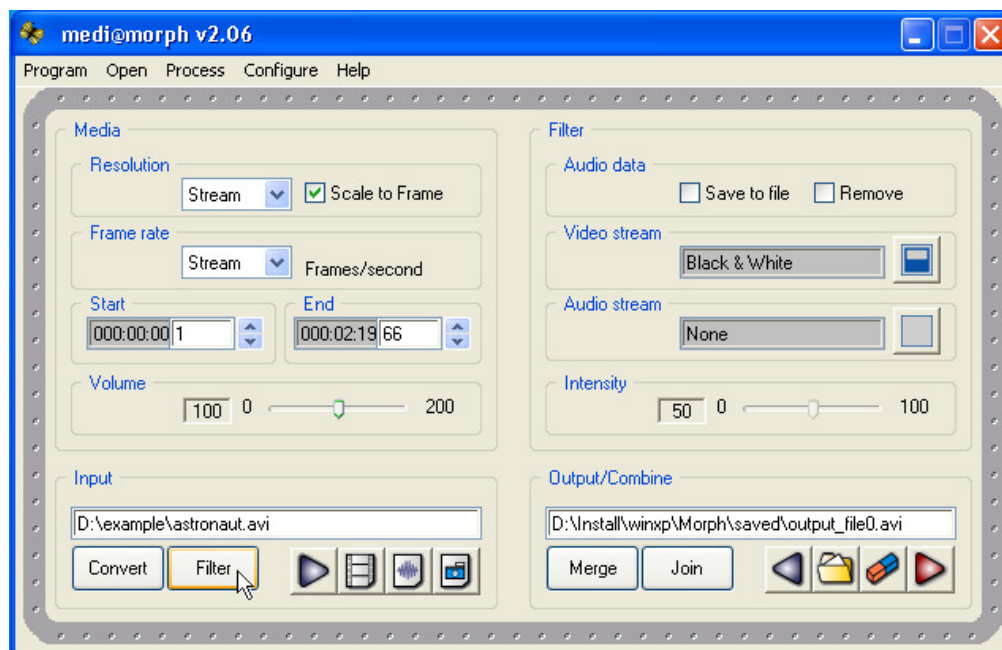 medi@morph v2.06
Program Open Process Configure Help
Media
Resolution
Stream Scale to Frame
Frame rate
Stream Frames/second
Start End
000:00:00 1 000:02:19 66
Volume
100 0 200
Filter
Audio data
Save to file Remove
Video stream
Black & White
Audio stream
None
Intensity
50 0 100
Input
D:\example\astronaut.avi
Convert Filter
Output/Combine
D:\Install\winxp\Morph\saved\output_file0.avi
Merge Join